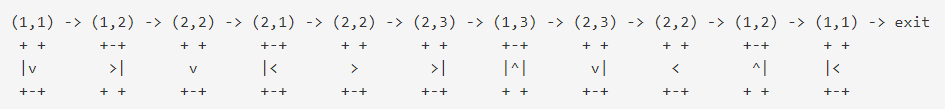 (1,1) -> (1,2) -> (2,2) -> (2,1) -> (2,2) -> (2,3) -> (1,3) -> (2,3) -> (2,2) -> (1,2) -> (1,1) -> exit
 + +      +-+      + +      +-+      + +      + +      +-+      + +      + +      +-+      + +
 |v        >|       v       |<        >        >|      |^|       v|       <        ^|      |<
 +-+      + +      +-+      +-+      +-+      +-+      + +      +-+      +-+      + +      +-+